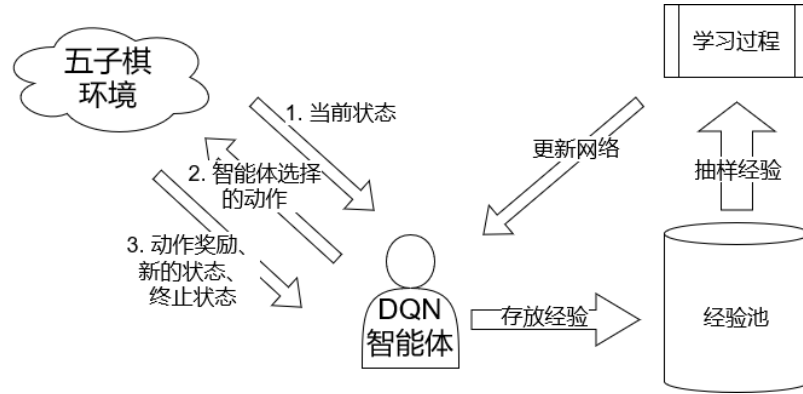 五子棋
环境
1. 当前状态
2. 智能体选择
的动作
3. 动作奖励、
新的状态、
终止状态
DQN
智能体
存放经验
经验池
抽样经验
学习过程
更新网络